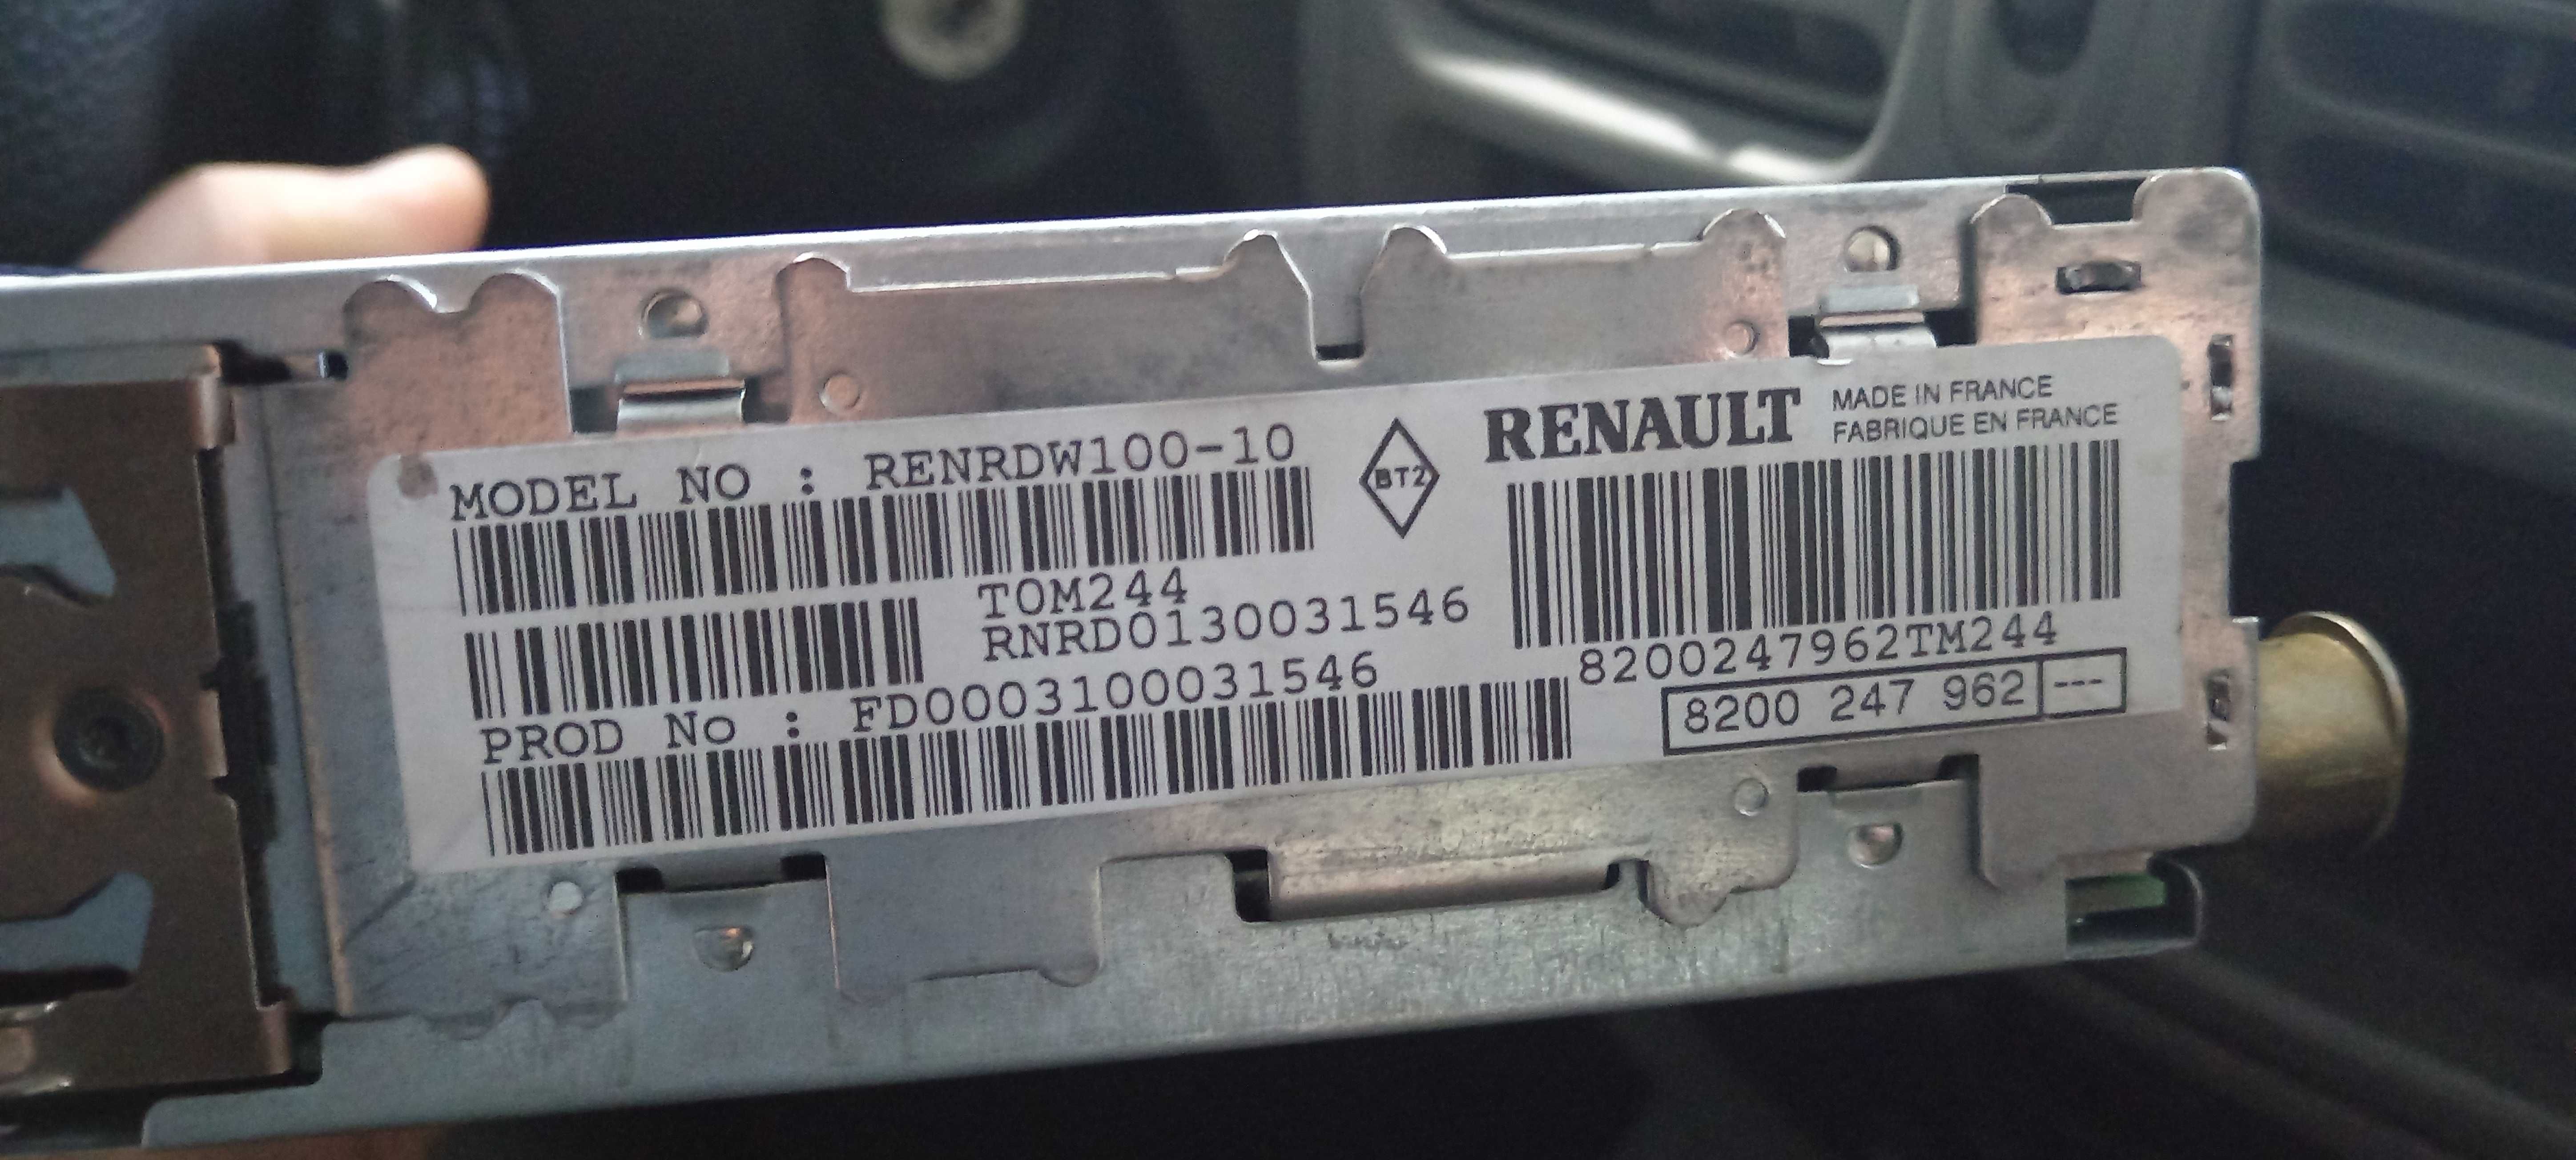 MODEL NO : RENRDW100-10
TOM244
RNRD0130031546
PROD No : FD0003100031546
BT2
RENAULT
MADE IN FRANCE
FABRIQUE EN FRANCE
8200247962TM244
8200 247 962 ---